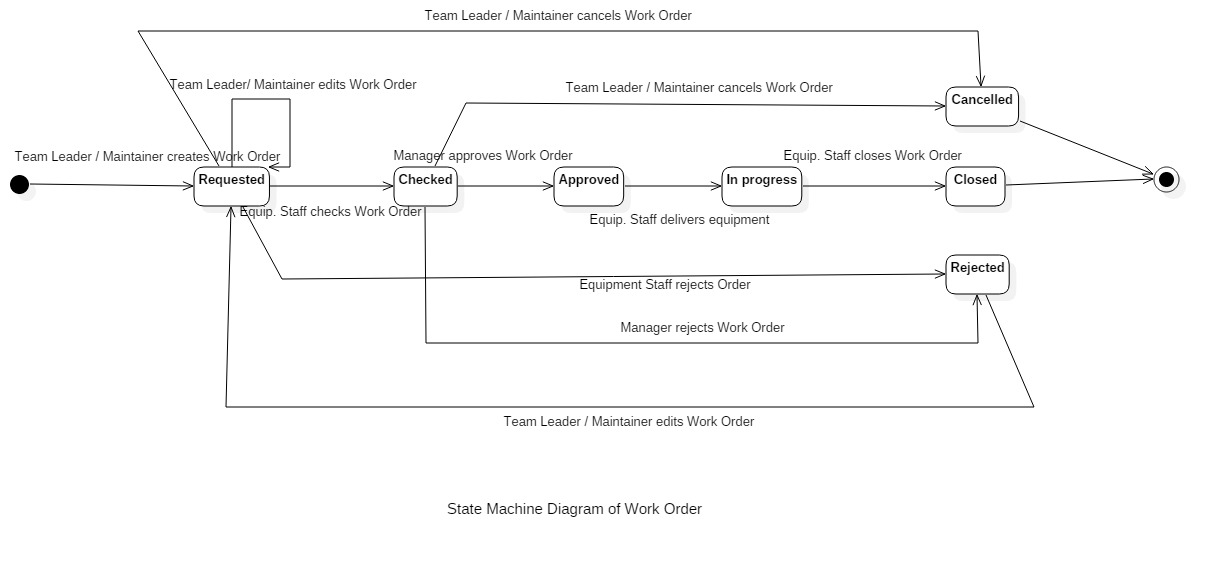 Team Leader / Maintainer cancels Work Order
Team Leader/ Maintainer edits Work Order
Team Leader / Maintainer cancels Work Order
Cancelled
Team Leader / Maintainer creates Work Order
Manager approves Work Order
Equip. Staff closes Work Order
Requested
Checked
Approved
In progress
Closed
Equip. Staff checks Work Order
Equip. Staff delivers equipment
Rejected
Equipment Staff rejects Order
Manager rejects Work Order
Team Leader / Maintainer edits Work Order
State Machine Diagram of Work Order